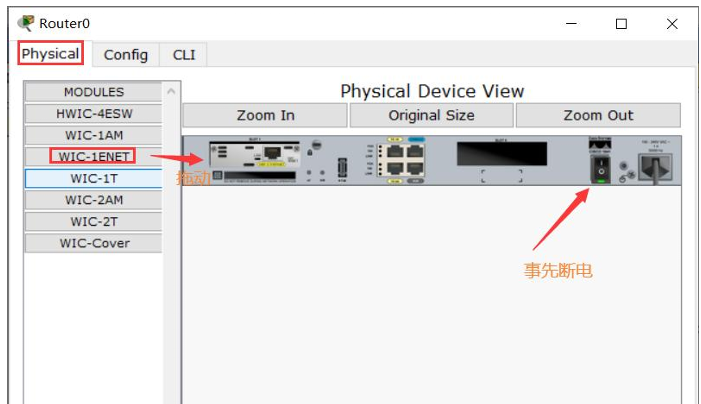 Router0
Physical Config CLI
MODULES
HWIC-4ESW
WIC-1AM
WIC-1ENET
WIC-1T
WIC-2AM
WIC-2T
WIC-Cover
Physical Device View
Zoom In Original Size Zoom Out
拖动
事先断电